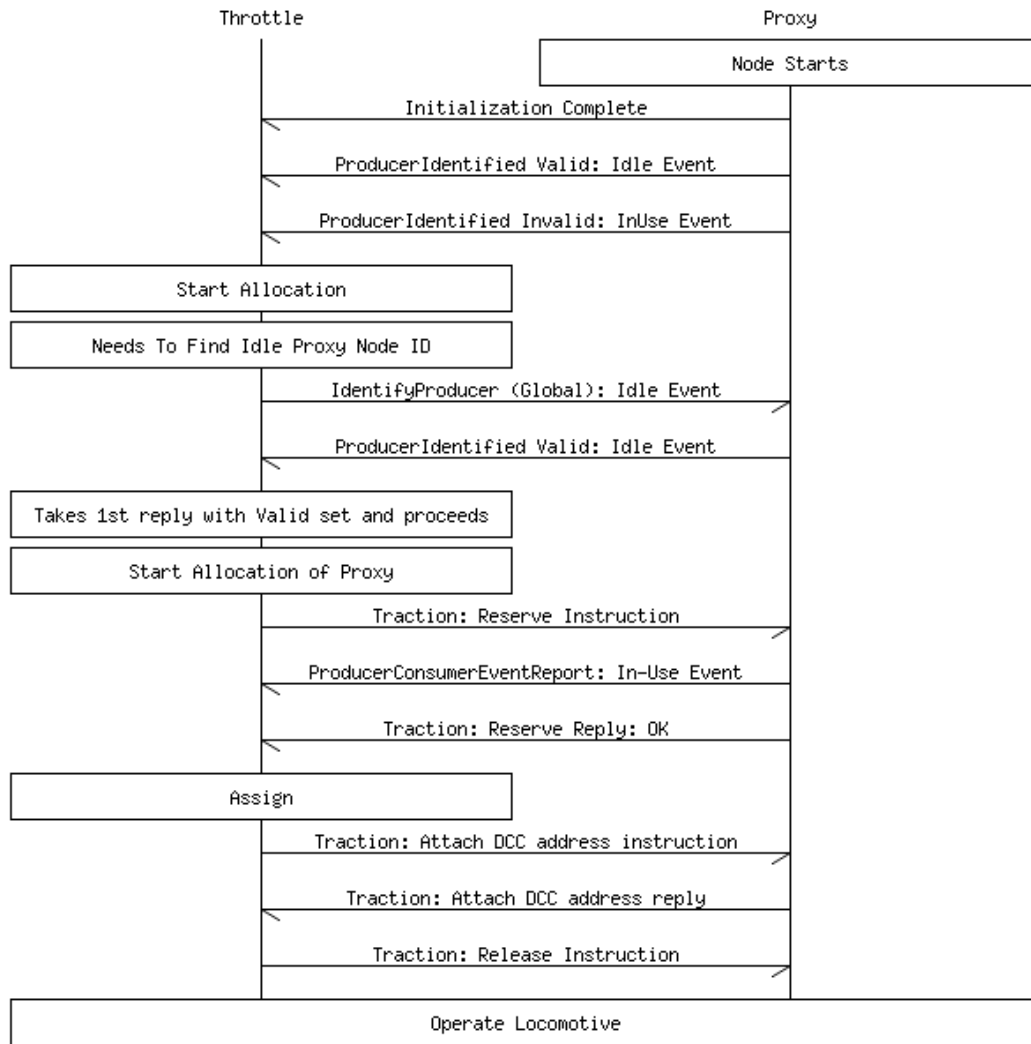 Throttle
Proxy
Node Starts
Initialization Complete
ProducerIdentified Valid: Idle Event
ProducerIdentified Invalid: InUse Event
Start Allocation
Needs To Find Idle Proxy Node ID
IdentifyProducer (Global): Idle Event
ProducerIdentified Valid: Idle Event
Takes 1st reply with Valid set and proceeds
Start Allocation of Proxy
Traction: Reserve Instruction
ProducerConsumerEventReport: In-Use Event
Traction: Reserve Reply: OK
Assign
Traction: Attach DCC address instruction
Traction: Attach DCC address reply
Traction: Release Instruction
Operate Locomotive